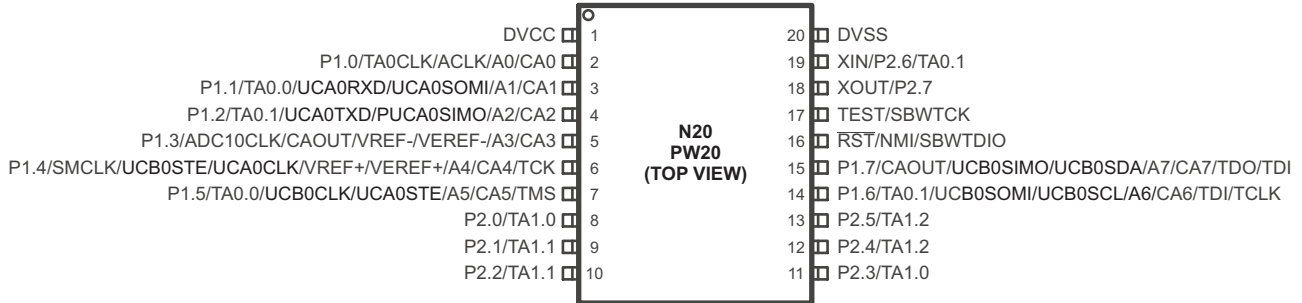 DVCC 1 20 DVSS
P1.0/TA0CLK/ACLK/A0/CA0 2 19 XIN/P2.6/TA0.1
P1.1/TA0.0/UCA0RXD/UCA0SOMI/A1/CA1 3 18 XOUT/P2.7
P1.2/TA0.1/UCA0TXD/PUCA0SIMO/A2/CA2 4 17 TEST/SBWTCK
P1.3/ADC10CLK/CAOUT/VREF-/VEREF-/A3/CA3 5 16 RST/NMI/SBWTDIO
P1.4/SMCLK/UCB0STE/UCA0CLK/VREF+/VEREF+/A4/CA4/TCK 6 15 P1.7/CAOUT/UCB0SIMO/UCB0SDA/A7/CA7/TDO/TDI
P1.5/TA0.0/UCB0CLK/UCA0STE/A5/CA5/TMS 7 14 P1.6/TA0.1/UCB0SOMI/UCB0SCL/A6/CA6/TDI/TCLK
P2.0/TA1.0 8 13 P2.5/TA1.2
P2.1/TA1.1 9 12 P2.4/TA1.2
P2.2/TA1.1 10 11 P2.3/TA1.0
N20
PW20
(TOP VIEW)